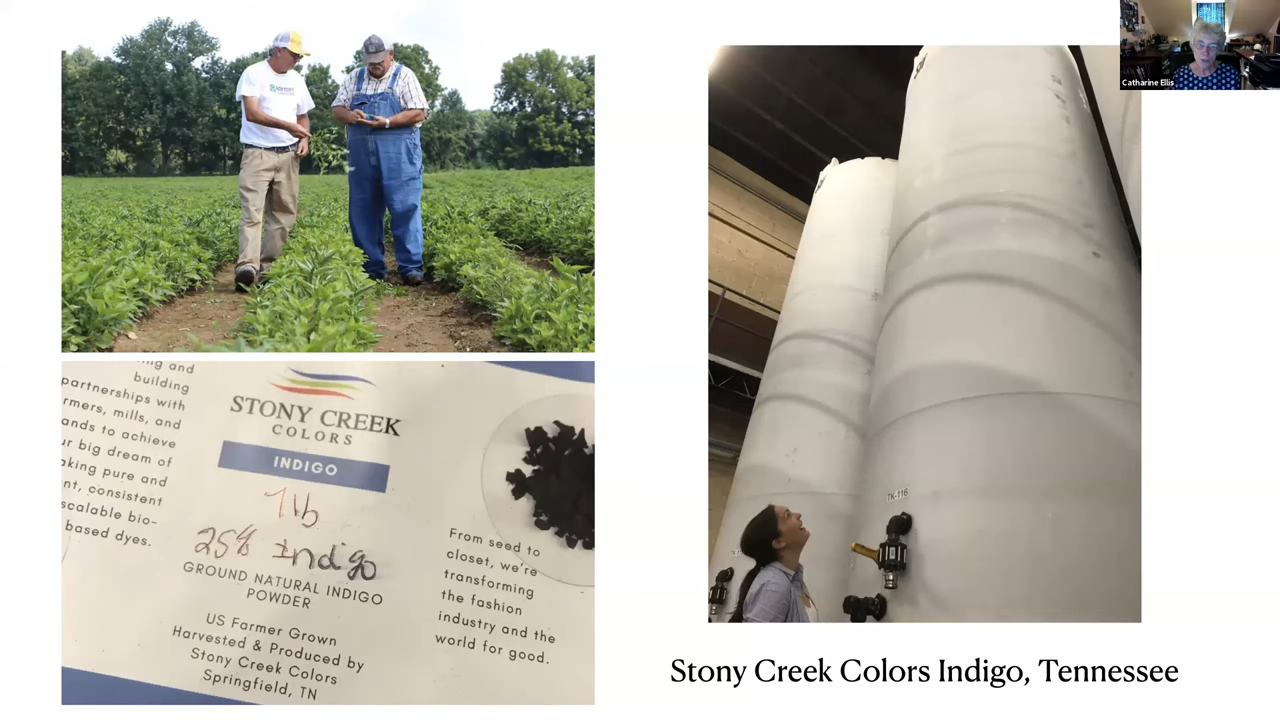 Catharine Ellis
ing and
building
partnerships with
rmers, mills, and
ands to achieve
ur big dream of
aking pure and
nt, consistent
scalable bio-
based dyes.
STONY CREEK
COLORS
INDIGO
1 lb
25% Indigo
GROUND NATURAL INDIGO
POWDER
US Farmer Grown
Harvested & Produced by
Stony Creek Colors
Springfield, TN
From seed to
closet, we're
transforming
the fashion
industry and the
world for good.
TK-116
Stony Creek Colors Indigo, Tennessee